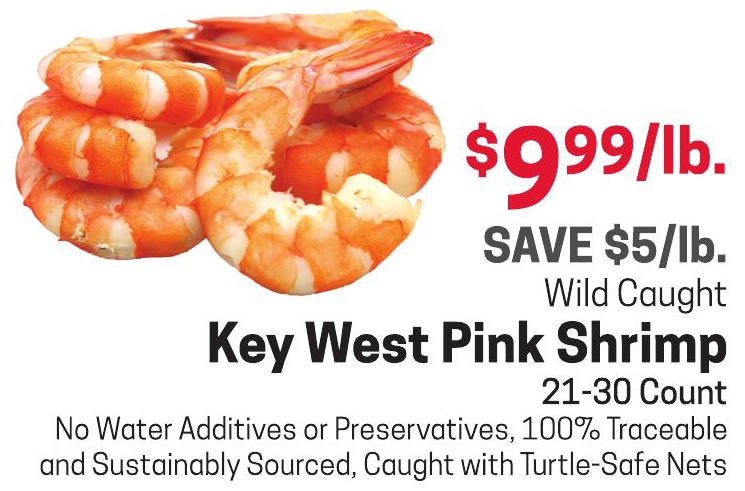 $9.99/lb.
SAVE $5/lb.
Wild Caught
Key West Pink Shrimp
21-30 Count
No Water Additives or Preservatives, 100% Traceable
and Sustainably Sourced, Caught with Turtle-Safe Nets